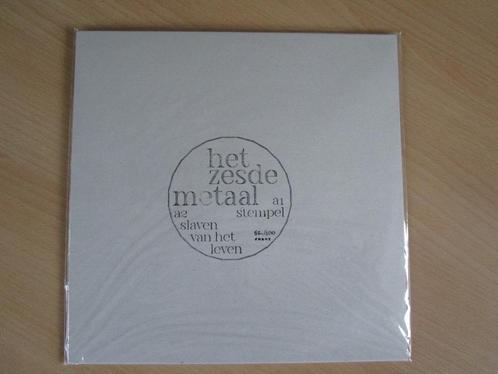 het
zesde
metaal a1
a2 stempel
slaven
van het
leven